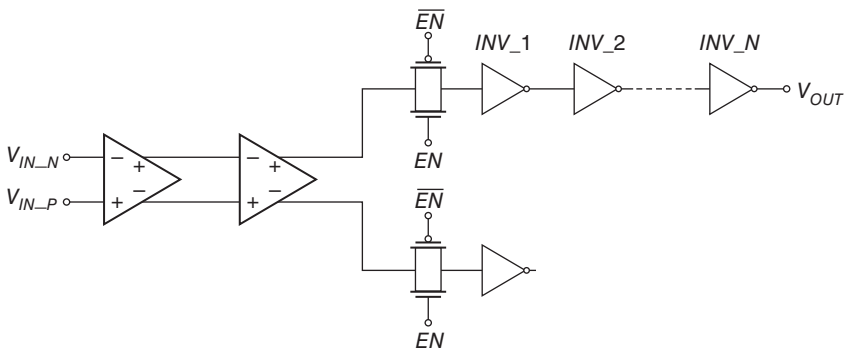 EN
INV_1 INV_2 INV_N
V_OUT
EN
V_IN_N
− + − +
− −
V_IN_P
+ +
EN
EN